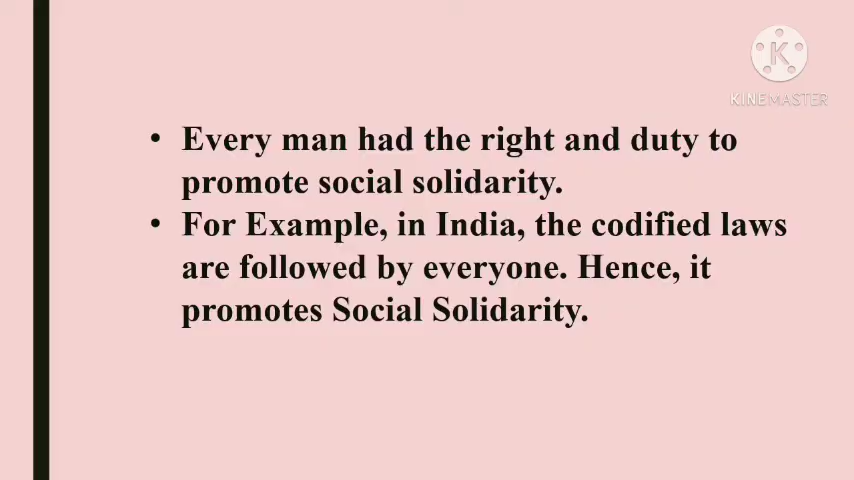 K
KINEMASTER
• Every man had the right and duty to
promote social solidarity.
• For Example, in India, the codified laws
are followed by everyone. Hence, it
promotes Social Solidarity.